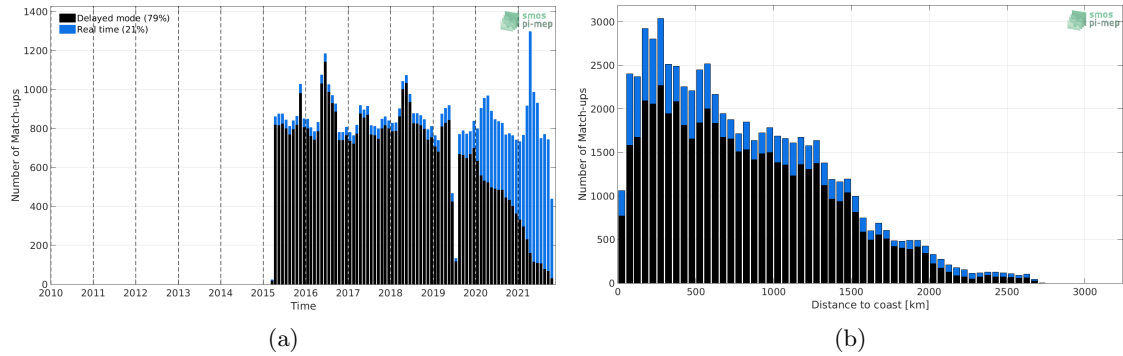 1400
1200
1000
800
600
400
200
0
Number of Match-ups
Delayed mode (79%)
Real time (21%)
smos
pi-mep
2010 2011 2012 2013 2014 2015 2016 2017 2018 2019 2020 2021
Time
(a)
3000
2500
2000
1500
1000
500
0
Number of Match-ups
smos
pi-mep
0 500 1000 1500 2000 2500 3000
Distance to coast [km]
(b)